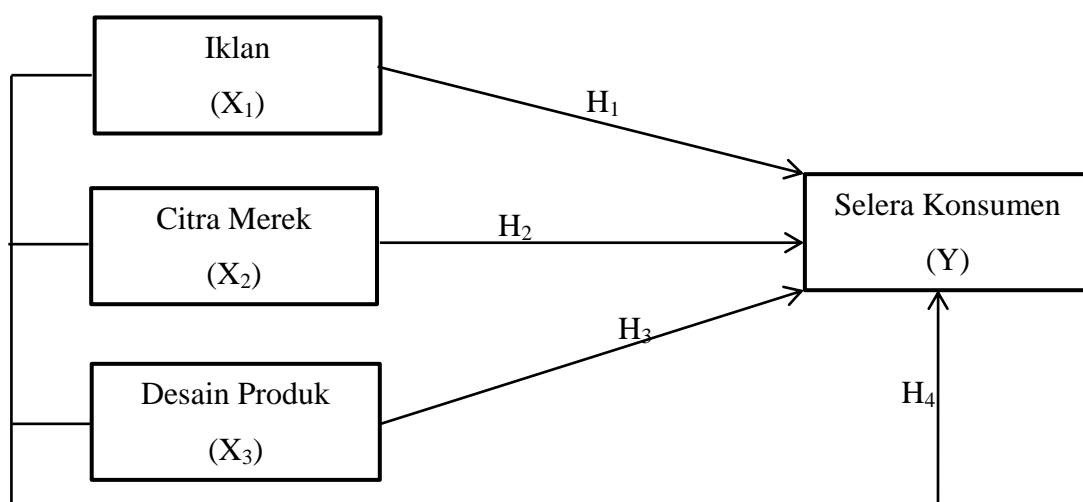 Iklan
(X₁)
H₁
Citra Merek
(X₂)
H₂
Selera Konsumen
(Y)
Desain Produk
(X₃)
H₃
H₄